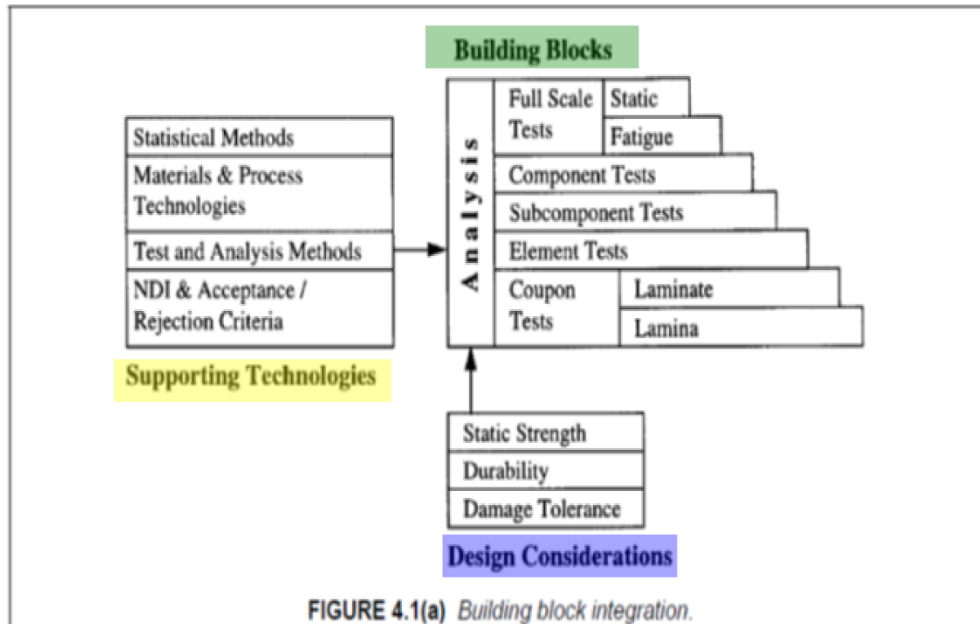 Building Blocks
Full Scale
Tests
Static
Fatigue
Component Tests
Subcomponent Tests
Element Tests
Coupon
Tests
Laminate
Lamina
Analysis
Statistical Methods
Materials & Process
Technologies
Test and Analysis Methods
NDI & Acceptance /
Rejection Criteria
Supporting Technologies
Static Strength
Durability
Damage Tolerance
Design Considerations
FIGURE 4.1(a) Building block integration.